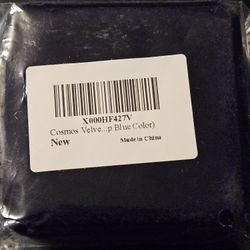 X000HF427V
Cosmos Velve...p Blue Color)
New
Made in China